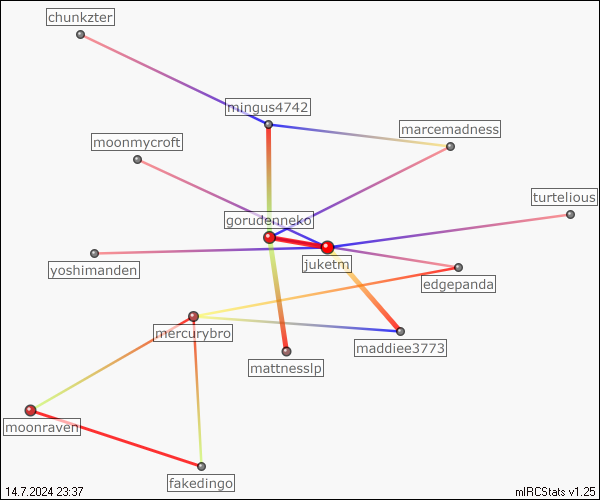 chunkzter
mingus4742
marcemadness
moonmycroft
turtelious
gorudenneko
juketm
yoshimanden
edgepanda
mercurybro
maddiee3773
mattnesslp
moonraven
fakedingo
14.7.2024 23:37
mIRCStats v1.25